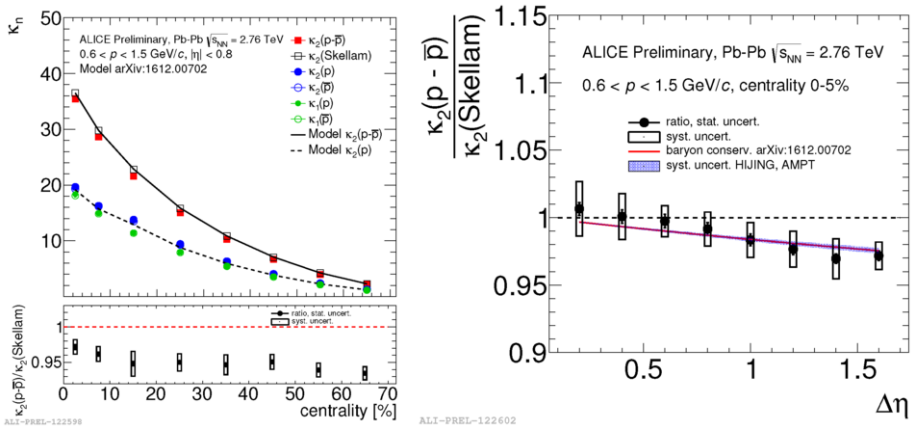 κn
50
40
30
20
10
ALICE Preliminary, Pb-Pb √sNN = 2.76 TeV
0.6 < p < 1.5 GeV/c, |η| < 0.8
Model arXiv:1612.00702
κ2(p-p̅)
κ2(Skellam)
κ2(p)
κ2(p̅)
κ1(p)
κ1(p̅)
Model κ2(p-p̅)
Model κ2(p)
κ2(p-p̅)/κ2(Skellam)
1
0.95
ratio, stat. uncert.
syst. uncert.
0 10 20 30 40 50 60 70
centrality [%]
ALI-PREL-122598
κ2(p - p̅)
κ2(Skellam)
1.15
1.1
1.05
1
0.95
0.9
ALICE Preliminary, Pb-Pb √sNN = 2.76 TeV
0.6 < p < 1.5 GeV/c, centrality 0-5%
ratio, stat. uncert.
syst. uncert.
baryon conserv. arXiv:1612.00702
syst. uncert. HIJING, AMPT
0.5 1 1.5
Δη
ALI-PREL-122602